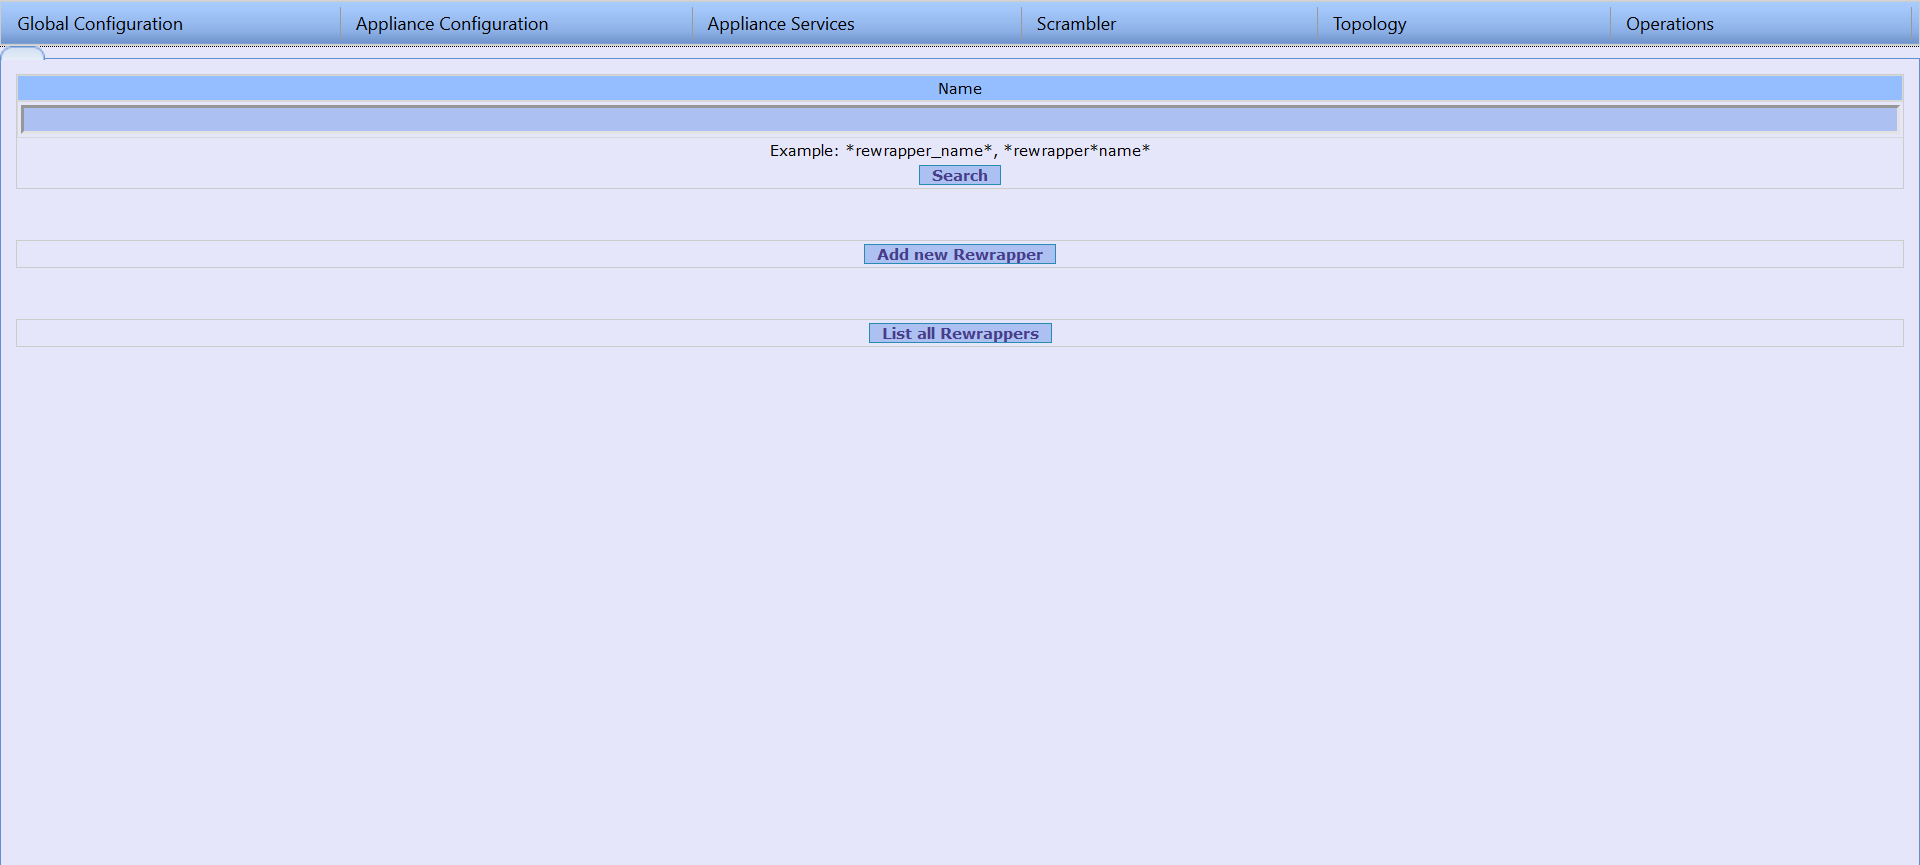 Global Configuration Appliance Configuration Appliance Services Scrambler Topology Operations
Name
Example: *rewrapper_name*, *rewrapper*name*
Search
Add new Rewrapper
List all Rewrappers